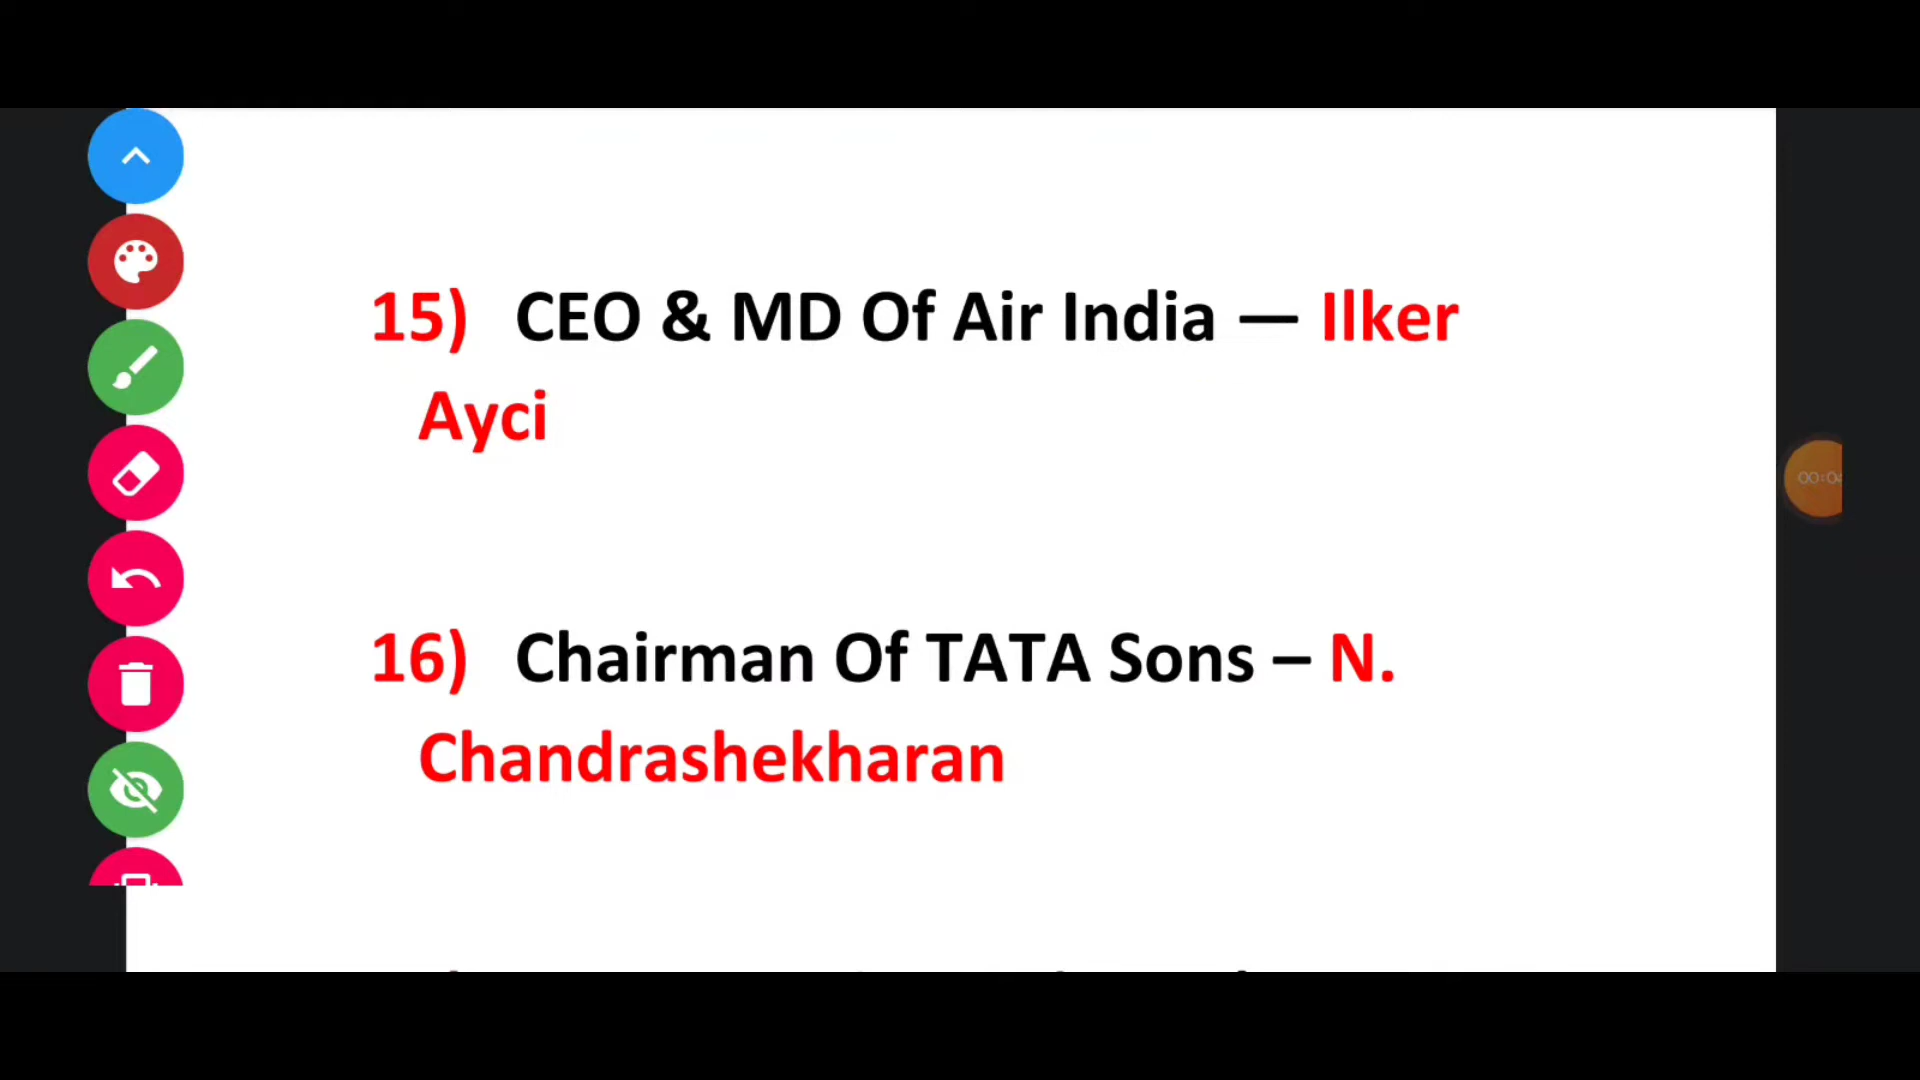 15) CEO & MD Of Air India — Ilker
Ayci
16) Chairman Of TATA Sons – N.
Chandrashekharan